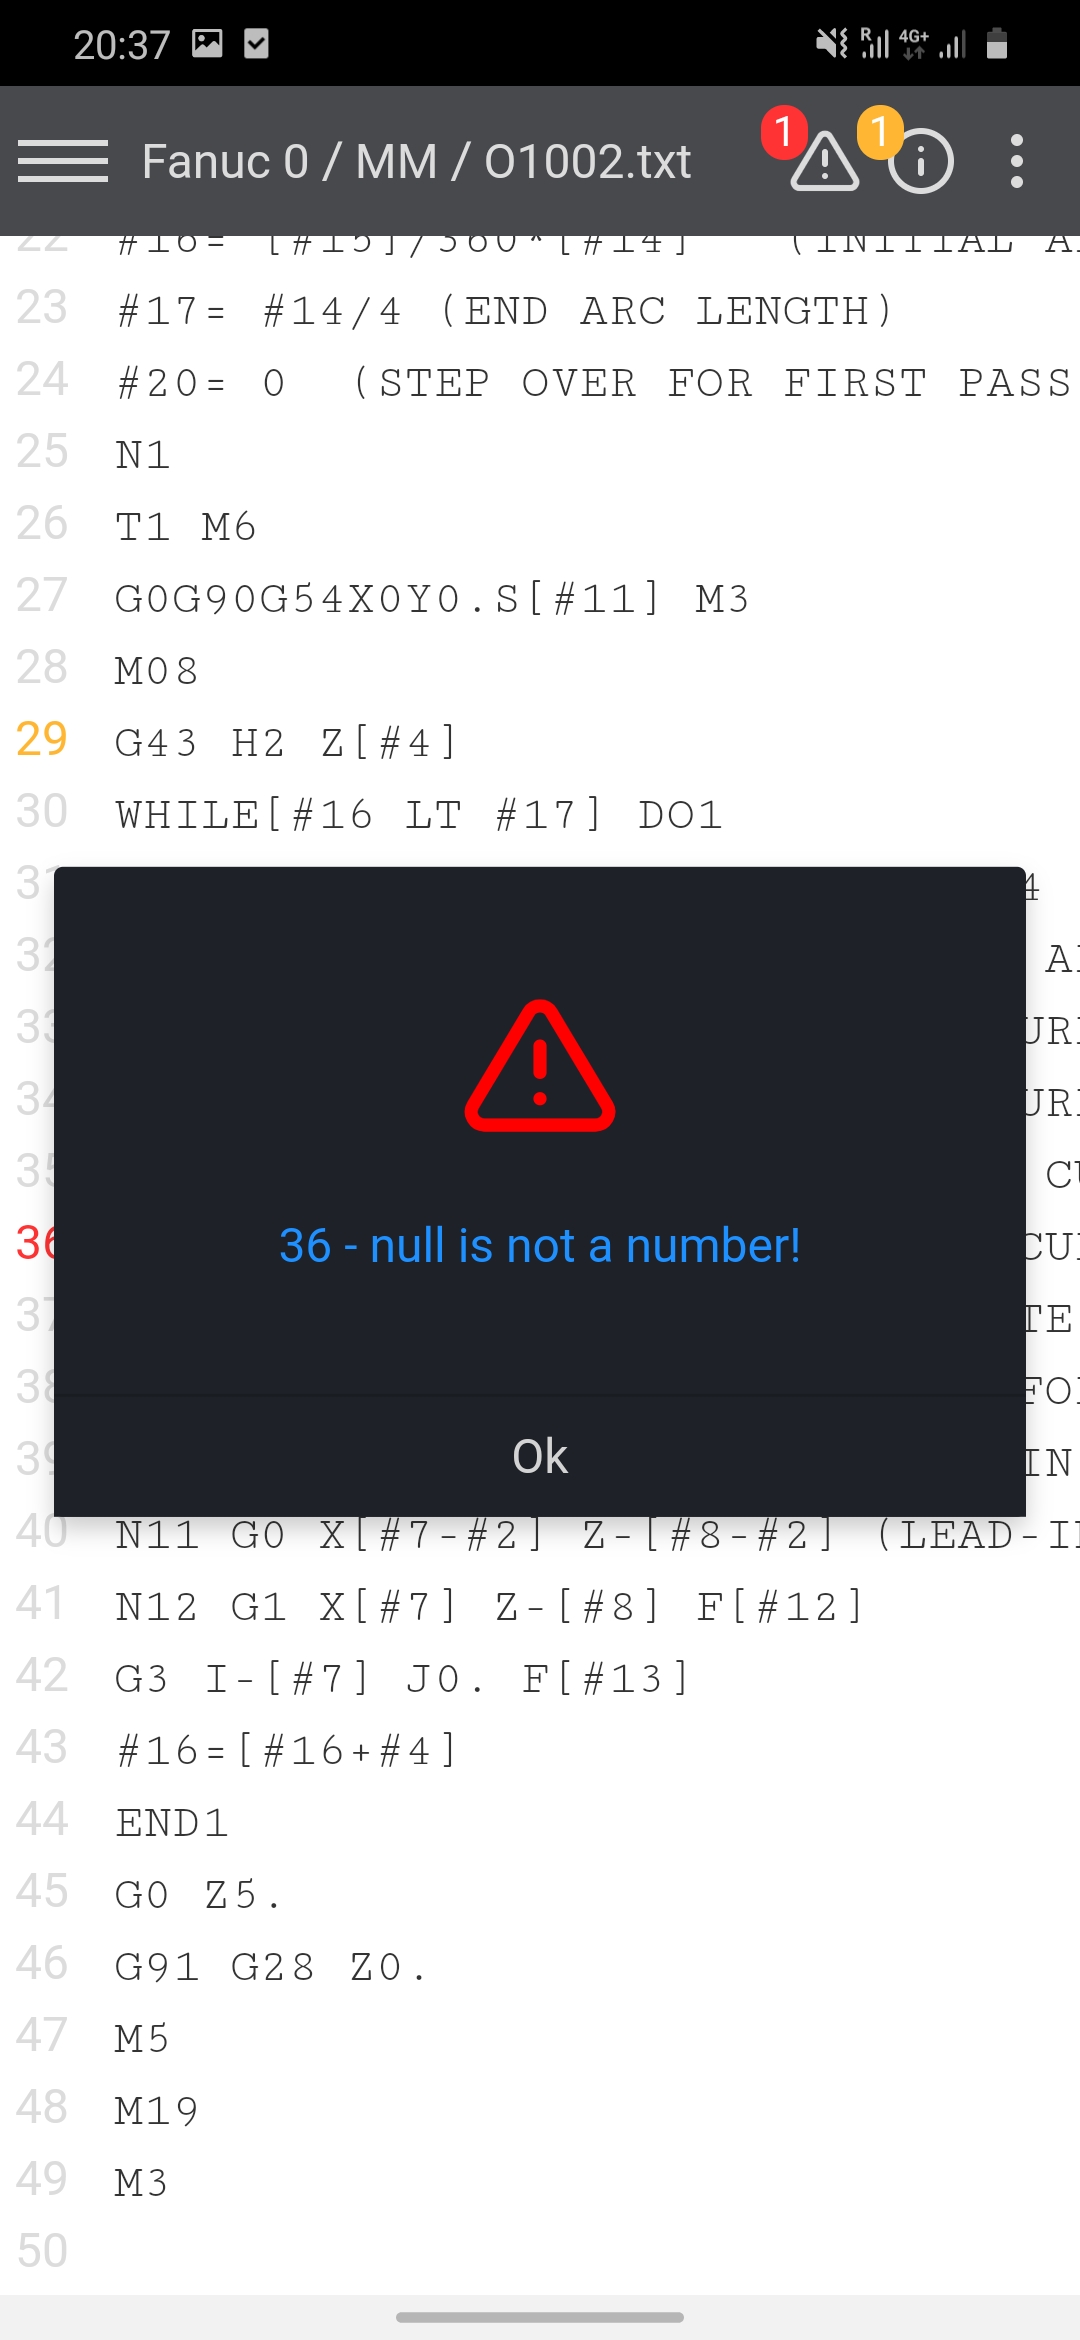 20:37 R 4G+
Fanuc 0 / MM / O1002.txt 1 1
22 #16= [#15]/360*[#14] (INITIAL
23 #17= #14/4 (END ARC LENGTH)
24 #20= 0 (STEP OVER FOR FIRST PASS
25 N1
26 T1 M6
27 G0G90G54X0Y0.S[#11] M3
28 M08
29 G43 H2 Z[#4]
30 WHILE[#16 LT #17] DO1
31 4
32
33
34
35
36
37
38
39 IN
36 - null is not a number!
Ok
40 N11 G0 X[#7-#2] Z-[#8-#2] (LEAD-I
41 N12 G1 X[#7] Z-[#8] F[#12]
42 G3 I-[#7] J0. F[#13]
43 #16=[#16+#4]
44 END1
45 G0 Z5.
46 G91 G28 Z0.
47 M5
48 M19
49 M3
50